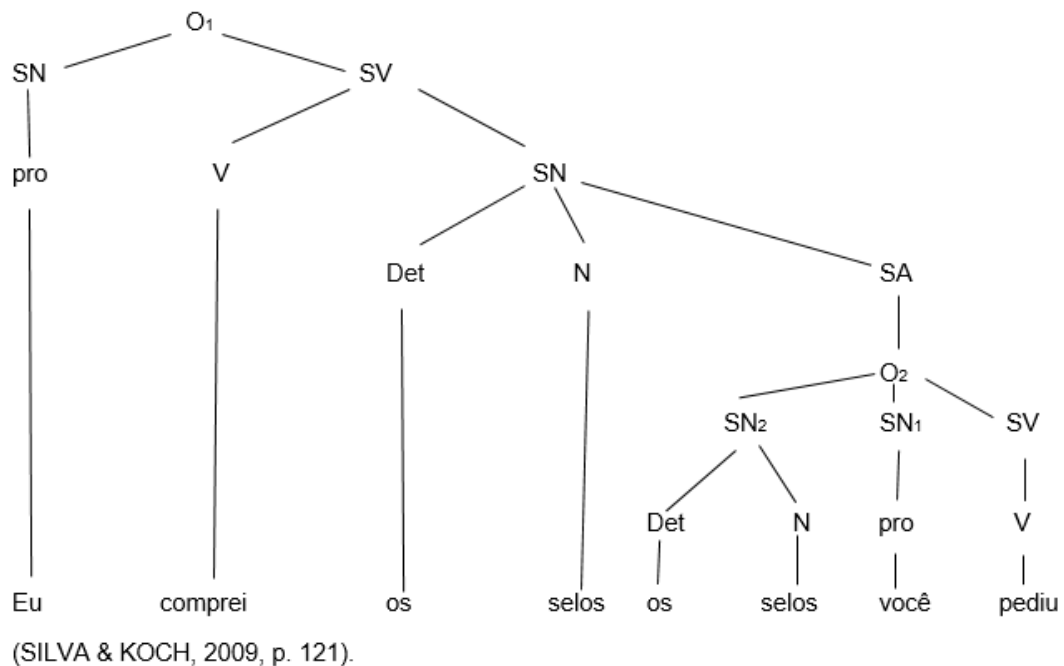 O₁
SN SV
pro V SN
Det N SA
O₂
SN₂ SN₁ SV
Det N pro V
Eu comprei os selos os selos você pediu
(SILVA & KOCH, 2009, p. 121).